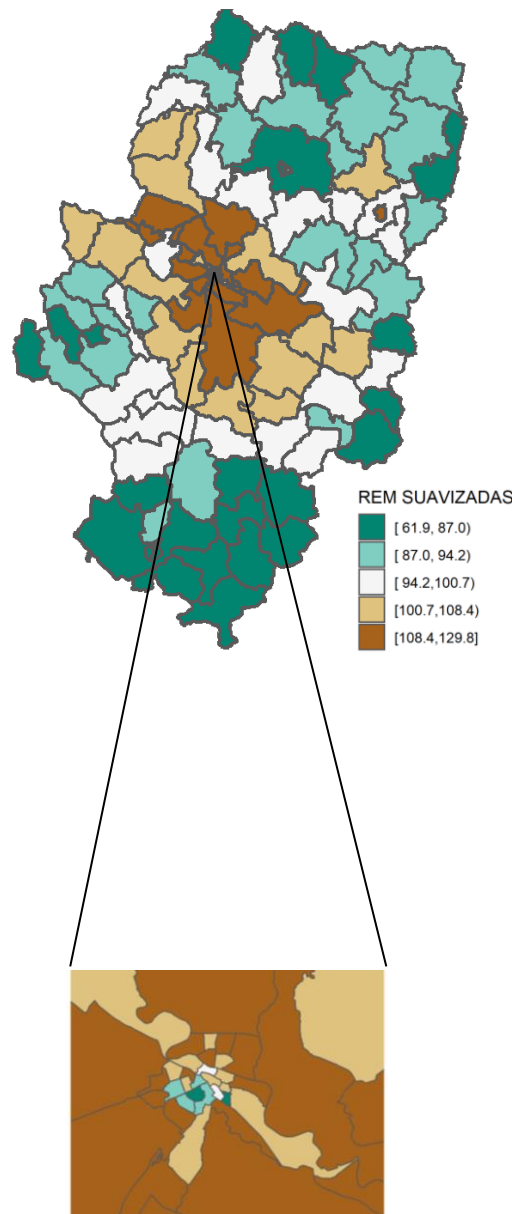 REM SUAVIZADAS
[ 61.9, 87.0)
[ 87.0, 94.2)
[ 94.2,100.7)
[100.7,108.4)
[108.4,129.8]